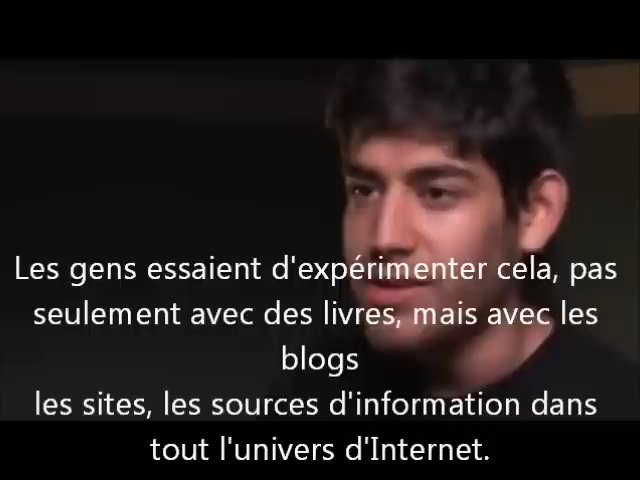 Les gens essaient d'expérimenter cela, pas
seulement avec des livres, mais avec les
blogs
les sites, les sources d'information dans
tout l'univers d'Internet.